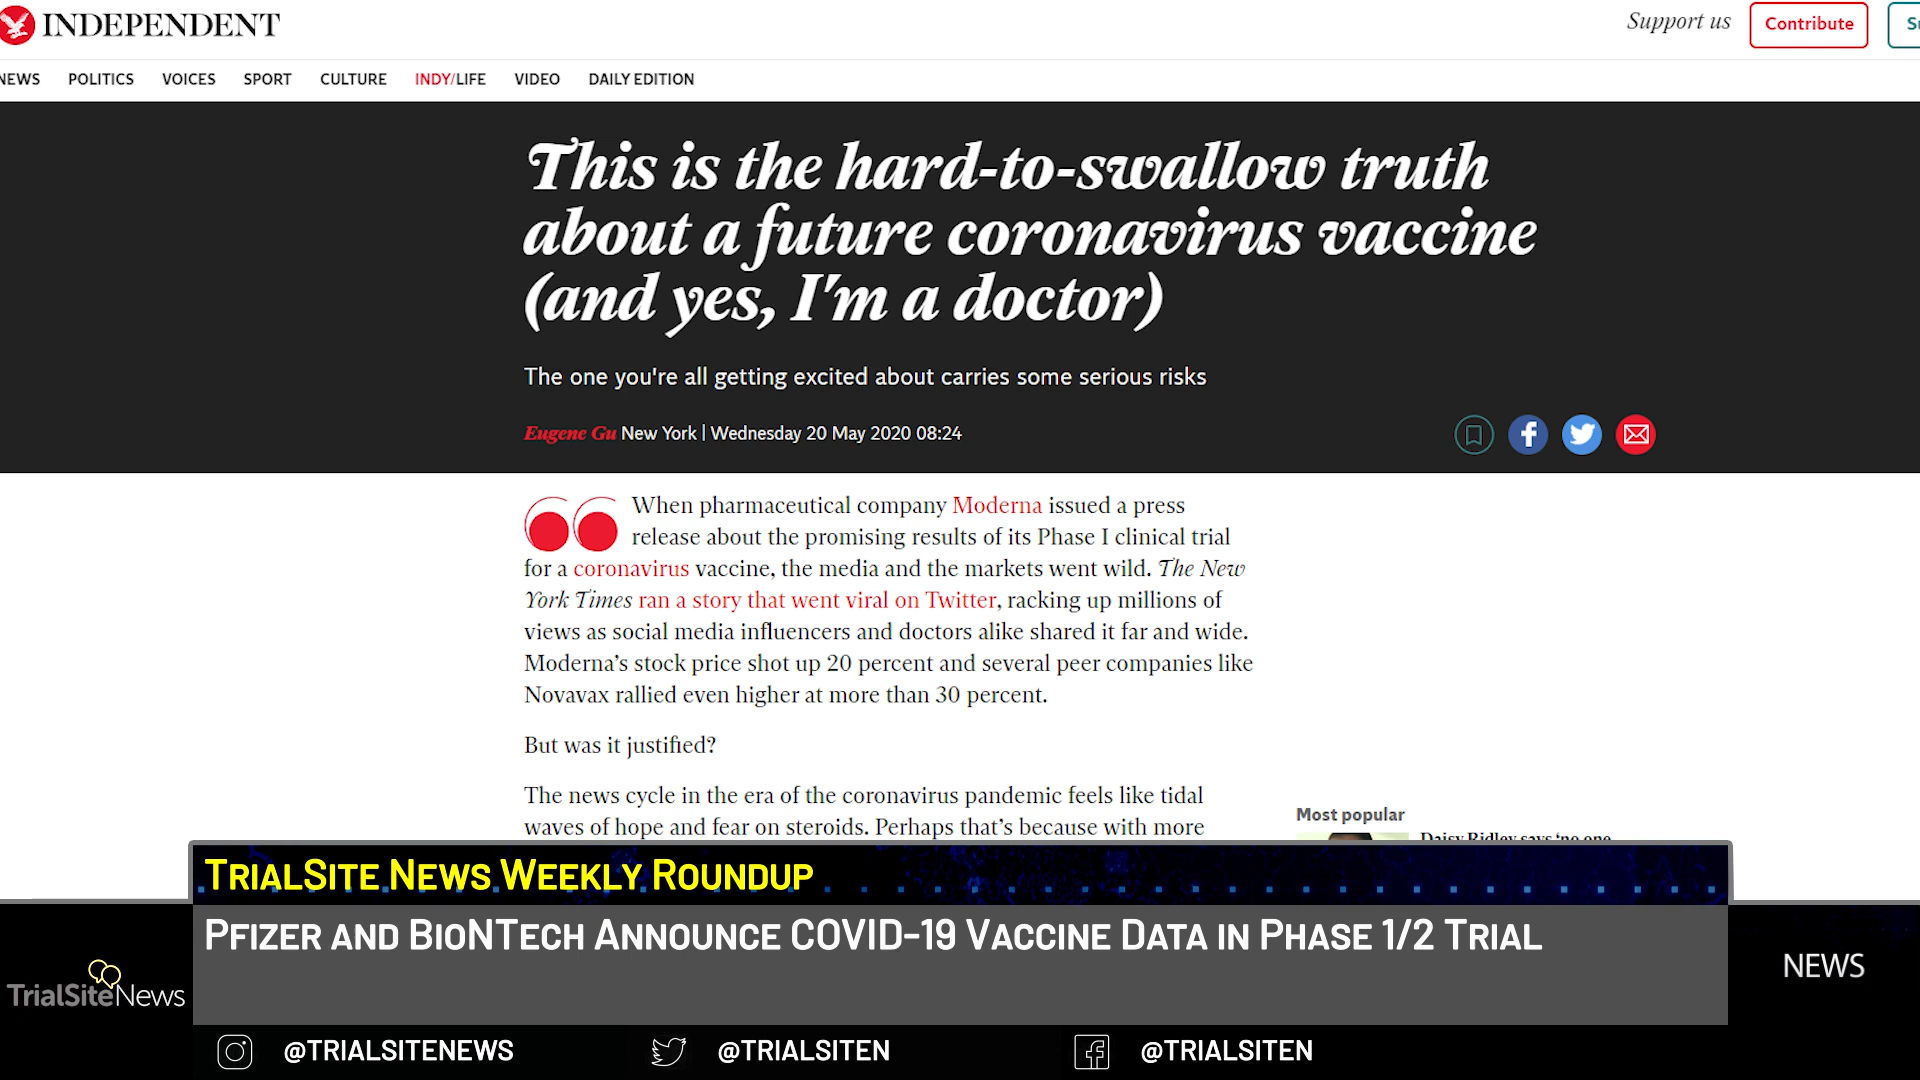 INDEPENDENT
Support us
Contribute
NEWS POLITICS VOICES SPORT CULTURE INDY/LIFE VIDEO DAILY EDITION
This is the hard-to-swallow truth
about a future coronavirus vaccine
(and yes, I'm a doctor)
The one you're all getting excited about carries some serious risks
Eugene Gu New York | Wednesday 20 May 2020 08:24
When pharmaceutical company Moderna issued a press
release about the promising results of its Phase I clinical trial
for a coronavirus vaccine, the media and the markets went wild. The New
York Times ran a story that went viral on Twitter, racking up millions of
views as social media influencers and doctors alike shared it far and wide.
Moderna's stock price shot up 20 percent and several peer companies like
Novavax rallied even higher at more than 30 percent.
But was it justified?
The news cycle in the era of the coronavirus pandemic feels like tidal
waves of hope and fear on steroids. Perhaps that's because with more
Most popular
Daisy Ridley says 'no one
TrialSite News Weekly Roundup
Pfizer and BioNTech Announce COVID-19 Vaccine Data in Phase 1/2 Trial
TrialSiteNews
NEWS
@TRIALSITENEWS
@TRIALSITEN
@TRIALSITEN